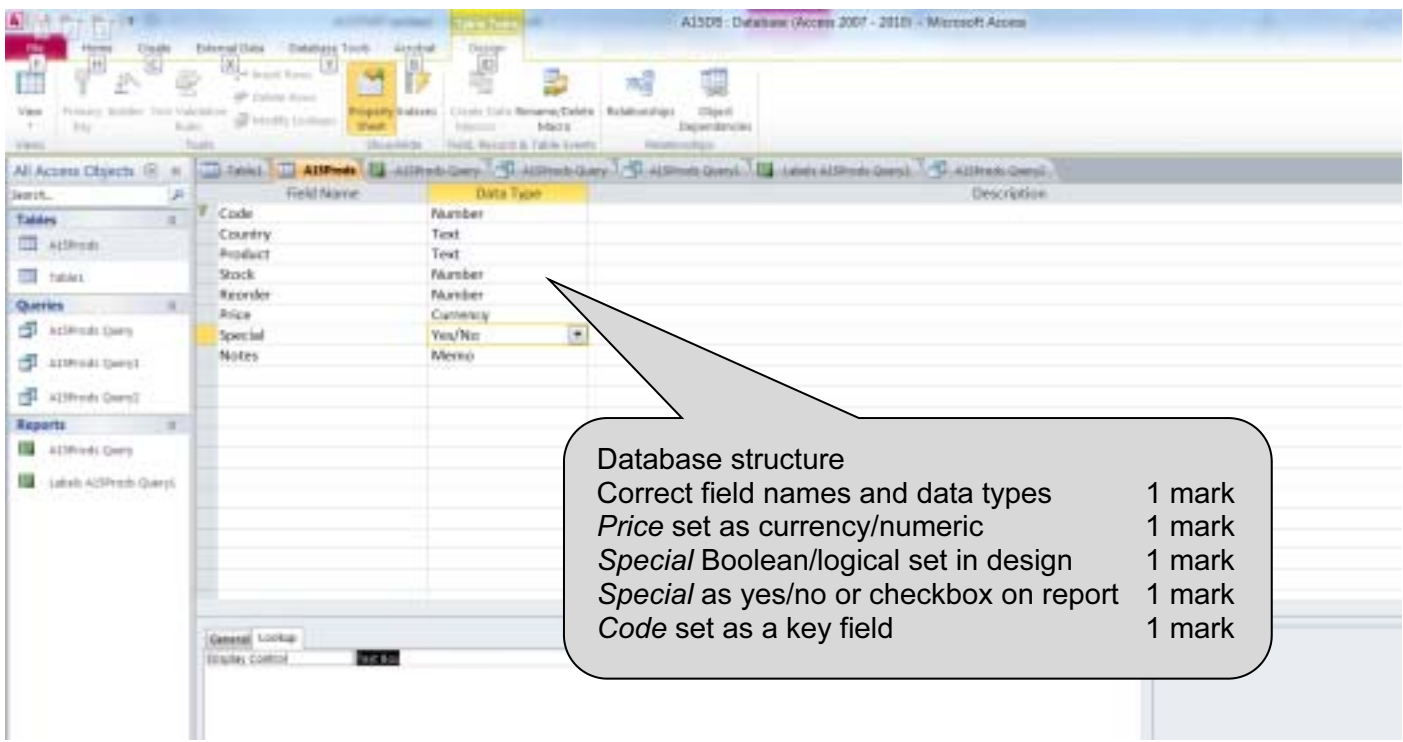 A15DB : Database (Access 2007 - 2010) - Microsoft Access
File Home Create External Data Database Tools Acrobat Design
F H C X Y B
Insert Rows
Delete Rows
Modify Lookups
View Primary Key Builder Test Validation Rules Property Sheet Indexes Create Data Macros Rename/Delete Macro Relationships Object Dependencies
Views Tools Show/Hide Field, Record & Table Events Relationships
All Access Objects
Search...
Tables
A15Prods
Table1
Queries
A15Prods Query
A15Prods Query1
A15Prods Query2
Reports
A15Prods Query
Labels A15Prods Query1
Table1 A15Prods A15Prods Query A15Prods Query A15Prods Query1 Labels A15Prods Query1 A15Prods Query2
Field Name Data Type Description
Code Number
Country Text
Product Text
Stock Number
Reorder Number
Price Currency
Special Yes/No
Notes Memo
General Lookup
Display Control Text Box
Database structure
Correct field names and data types 1 mark
Price set as currency/numeric 1 mark
Special Boolean/logical set in design 1 mark
Special as yes/no or checkbox on report 1 mark
Code set as a key field 1 mark